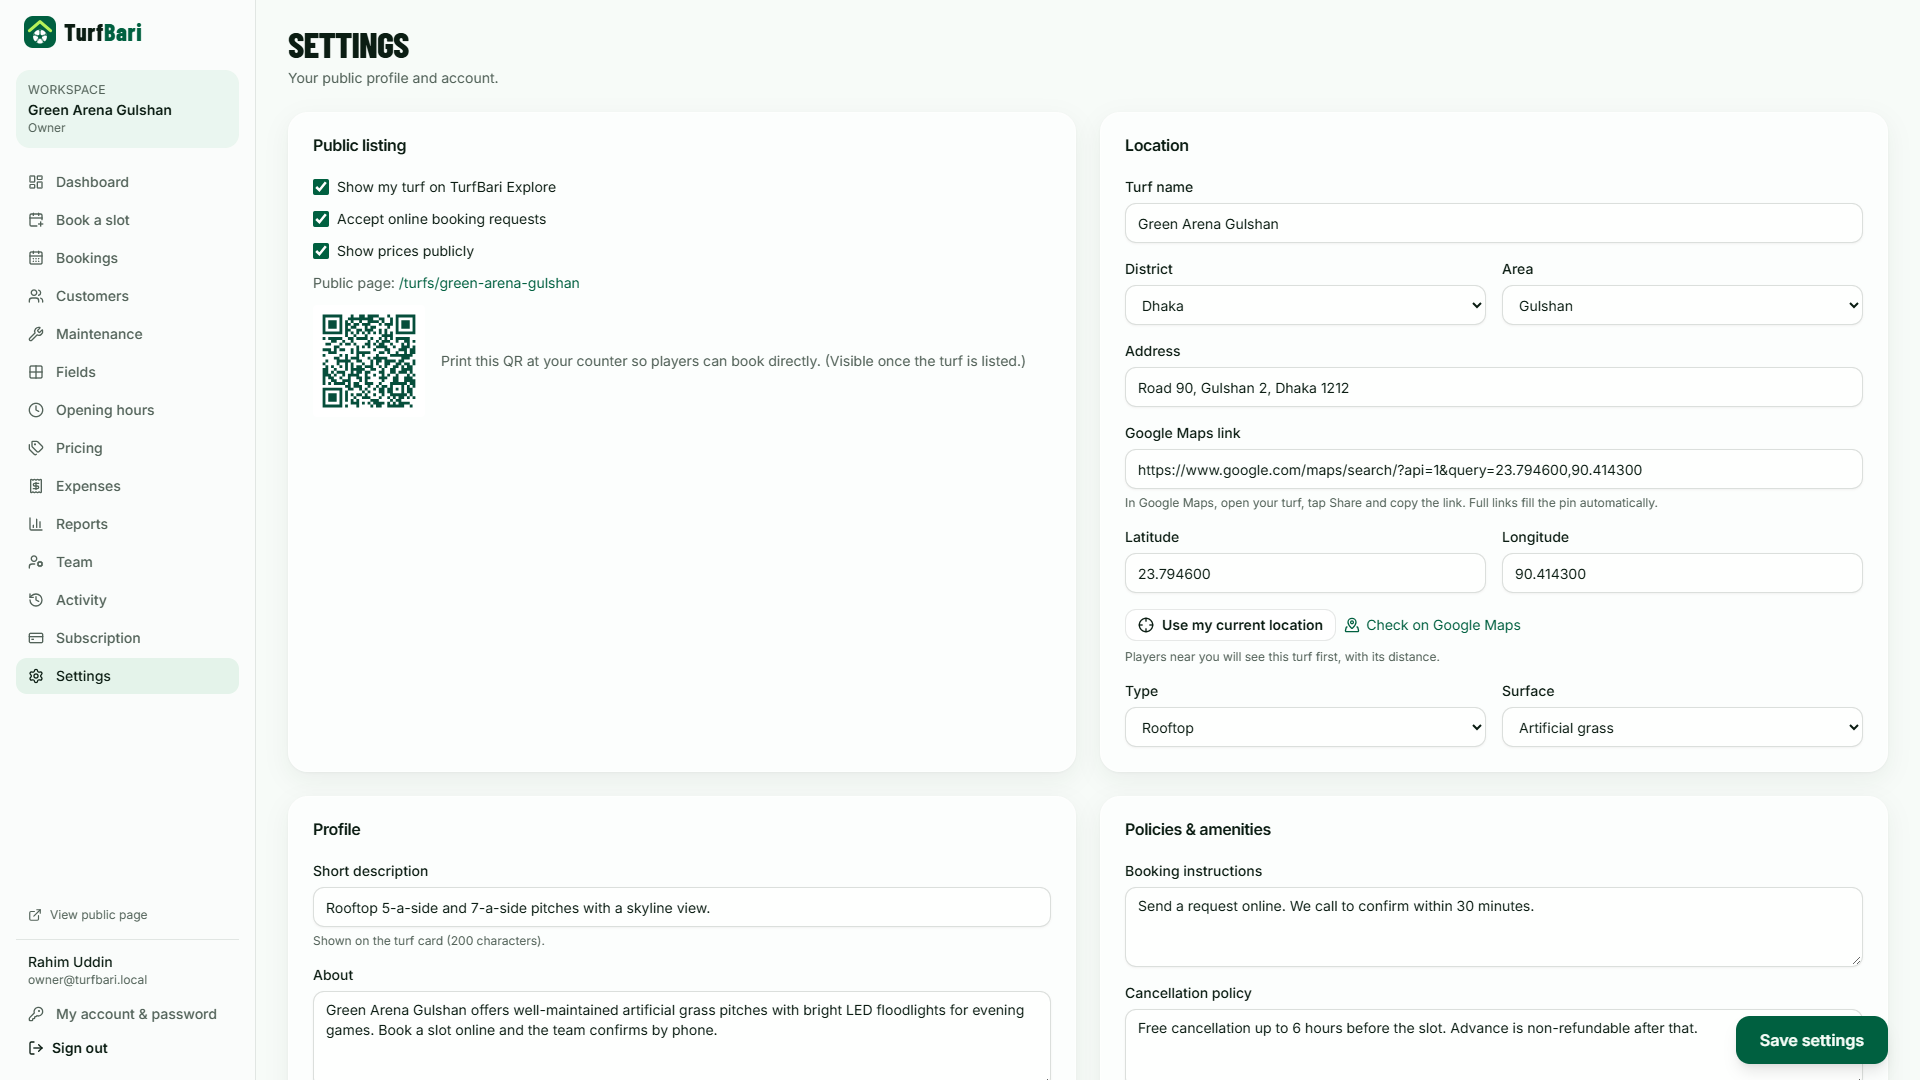 TurfBari
WORKSPACE
Green Arena Gulshan
Owner
Dashboard
Book a slot
Bookings
Customers
Maintenance
Fields
Opening hours
Pricing
Expenses
Reports
Team
Activity
Subscription
Settings
View public page
Rahim Uddin
owner@turfbari.local
My account & password
Sign out
SETTINGS
Your public profile and account.
Public listing
Show my turf on TurfBari Explore
Accept online booking requests
Show prices publicly
Public page: /turfs/green-arena-gulshan
Print this QR at your counter so players can book directly. (Visible once the turf is listed.)
Location
Turf name
Green Arena Gulshan
District
Area
Dhaka
Gulshan
Address
Road 90, Gulshan 2, Dhaka 1212
Google Maps link
https://www.google.com/maps/search/?api=1&query=23.794600,90.414300
In Google Maps, open your turf, tap Share and copy the link. Full links fill the pin automatically.
Latitude
Longitude
23.794600
90.414300
Use my current location
Check on Google Maps
Players near you will see this turf first, with its distance.
Type
Surface
Rooftop
Artificial grass
Profile
Short description
Rooftop 5-a-side and 7-a-side pitches with a skyline view.
Shown on the turf card (200 characters).
About
Green Arena Gulshan offers well-maintained artificial grass pitches with bright LED floodlights for evening
games. Book a slot online and the team confirms by phone.
Policies & amenities
Booking instructions
Send a request online. We call to confirm within 30 minutes.
Cancellation policy
Free cancellation up to 6 hours before the slot. Advance is non-refundable after that.
Save settings